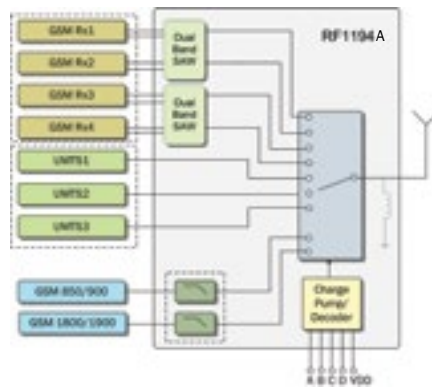 RF1194A
GSM Rx1
GSM Rx2
GSM Rx3
GSM Rx4
Dual
Band
SAW
Dual
Band
SAW
UMTS1
UMTS2
UMTS3
GSM 850/900
GSM 1800/1900
Charge
Pump/
Decoder
A B C D VDD